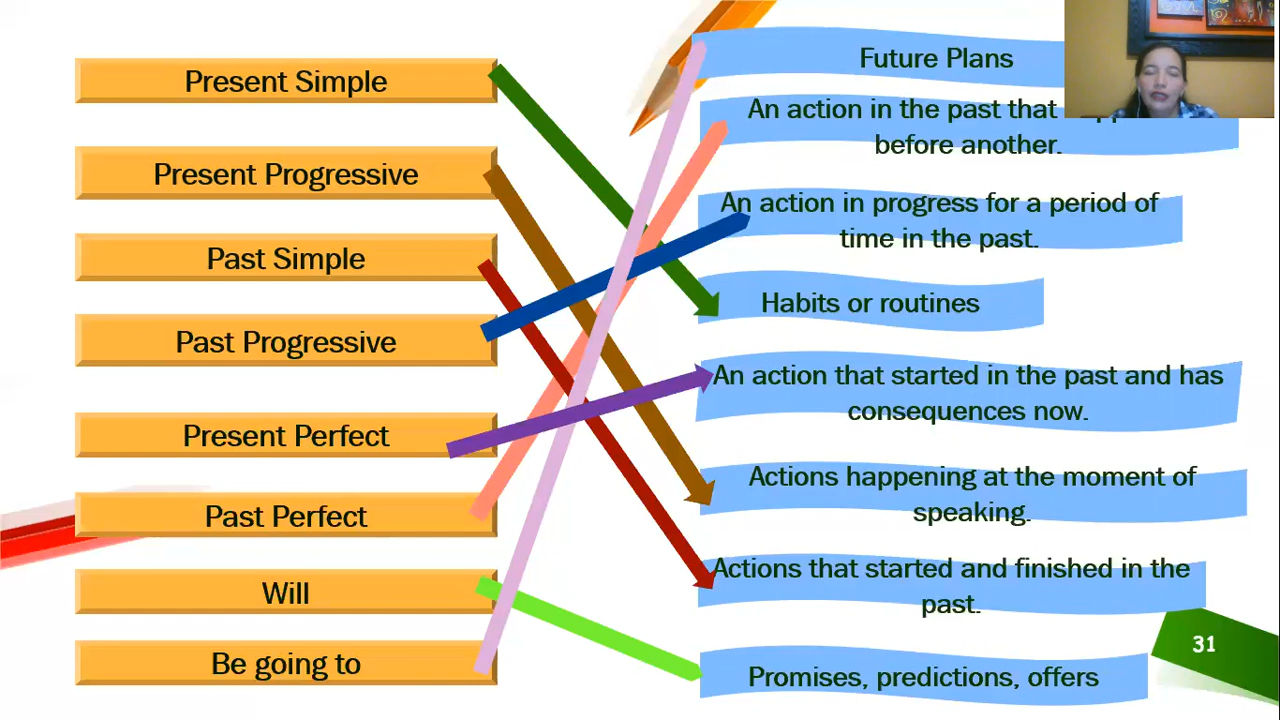 Present Simple
Present Progressive
Past Simple
Past Progressive
Present Perfect
Past Perfect
Will
Be going to
Future Plans
An action in the past that
before another.
An action in progress for a period of
time in the past.
Habits or routines
An action that started in the past and has
consequences now.
Actions happening at the moment of
speaking.
Actions that started and finished in the
past.
Promises, predictions, offers
31